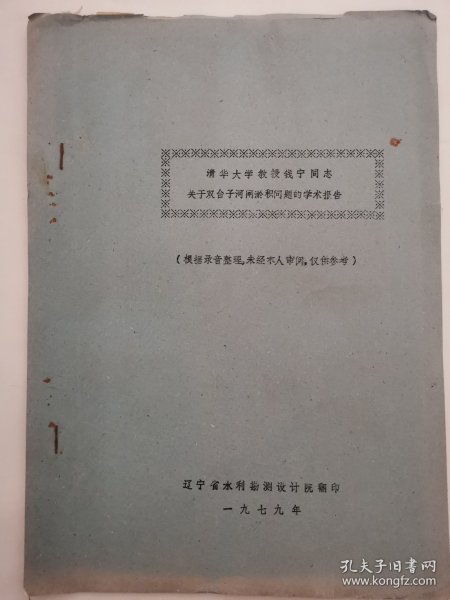 清华大学教授钱宁同志
关于双台子河闸淤积问题的学术报告
(根据录音整理,未经本人审阅,仅供参考)
辽宁省水利勘测设计院翻印
一九七九年
孔夫子旧书网
www.kongfz.com